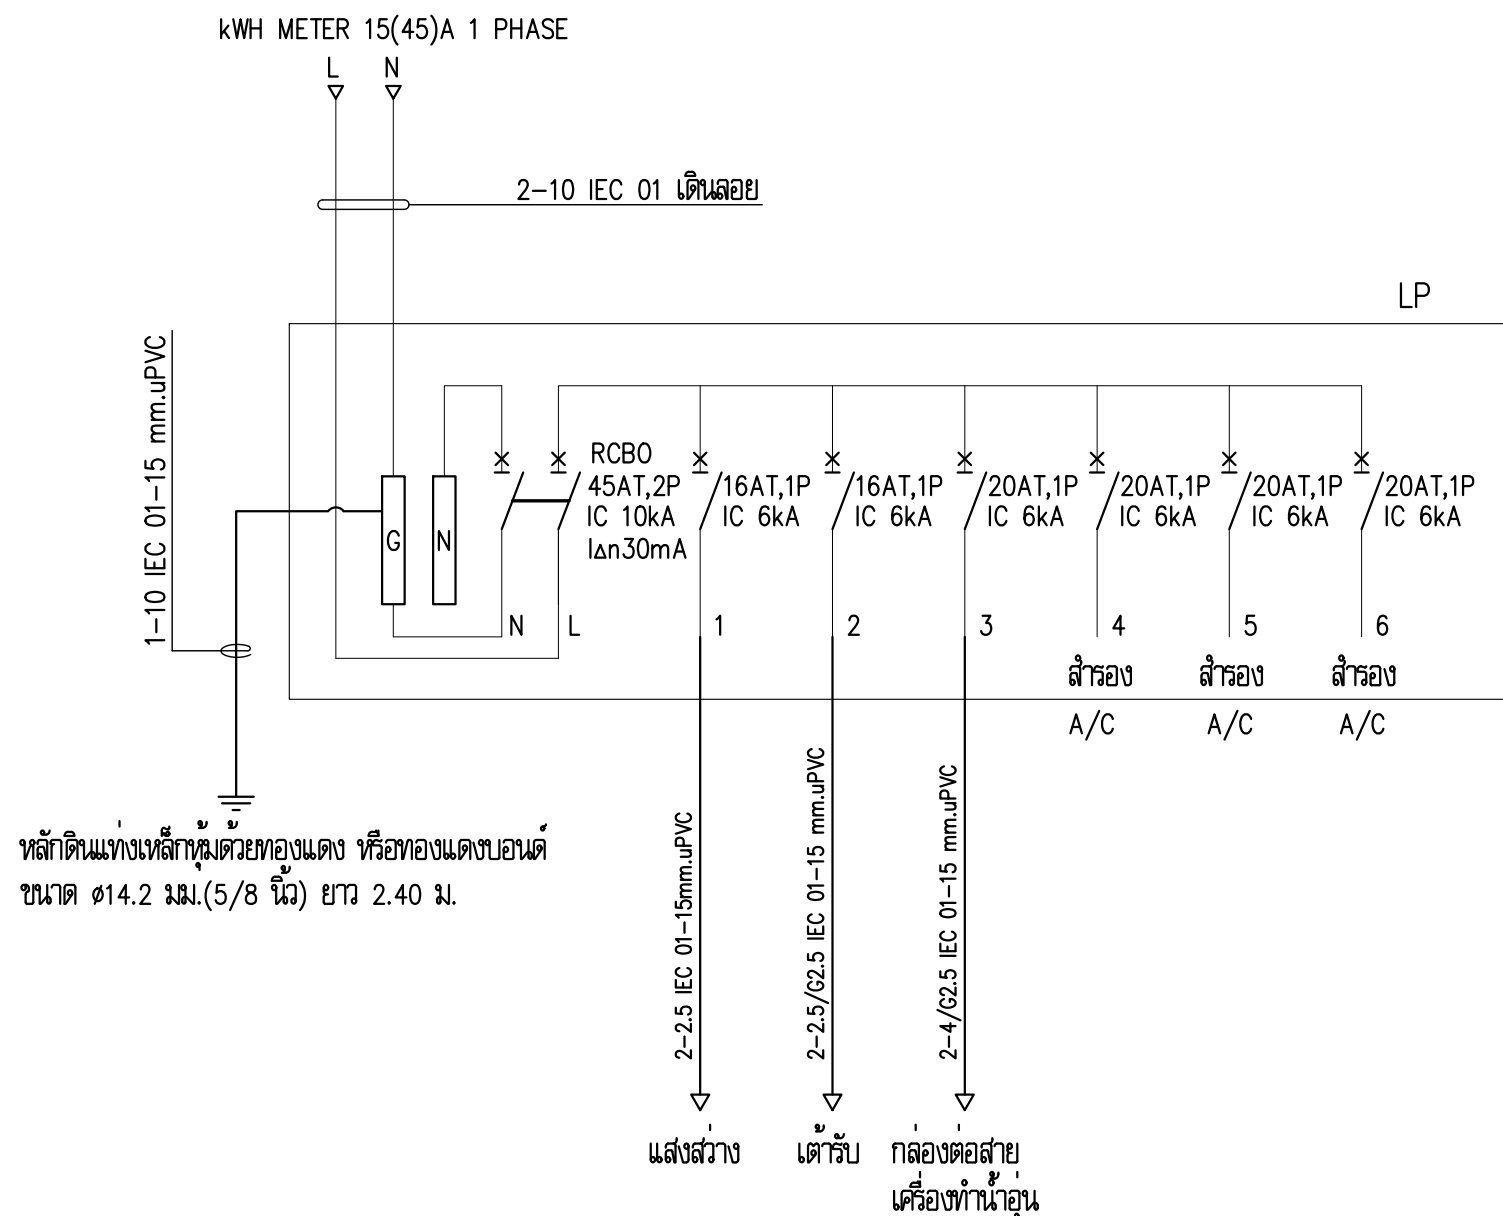 kWH METER 15(45)A 1 PHASE
L N
2-10 IEC 01 เดินลอย
LP
1-10 IEC 01-15 mm.uPVC
G
N
RCBO
45AT,2P
IC 10kA
IΔn30mA
16AT,1P
IC 6kA
16AT,1P
IC 6kA
20AT,1P
IC 6kA
20AT,1P
IC 6kA
20AT,1P
IC 6kA
20AT,1P
IC 6kA
N L 1 2 3 4 5 6
สำรอง สำรอง สำรอง
A/C A/C A/C
2-2.5 IEC 01-15mm.uPVC
2-2.5/G2.5 IEC 01-15 mm.uPVC
2-4/G2.5 IEC 01-15 mm.uPVC
หลักดินแท่งเหล็กหุ้มด้วยทองแดง หรือทองแดงบอนด์
ขนาด ø14.2 มม.(5/8 นิ้ว) ยาว 2.40 ม.
แสงสว่าง
เต้ารับ
กล่องต่อสาย
เครื่องทำน้ำอุ่น